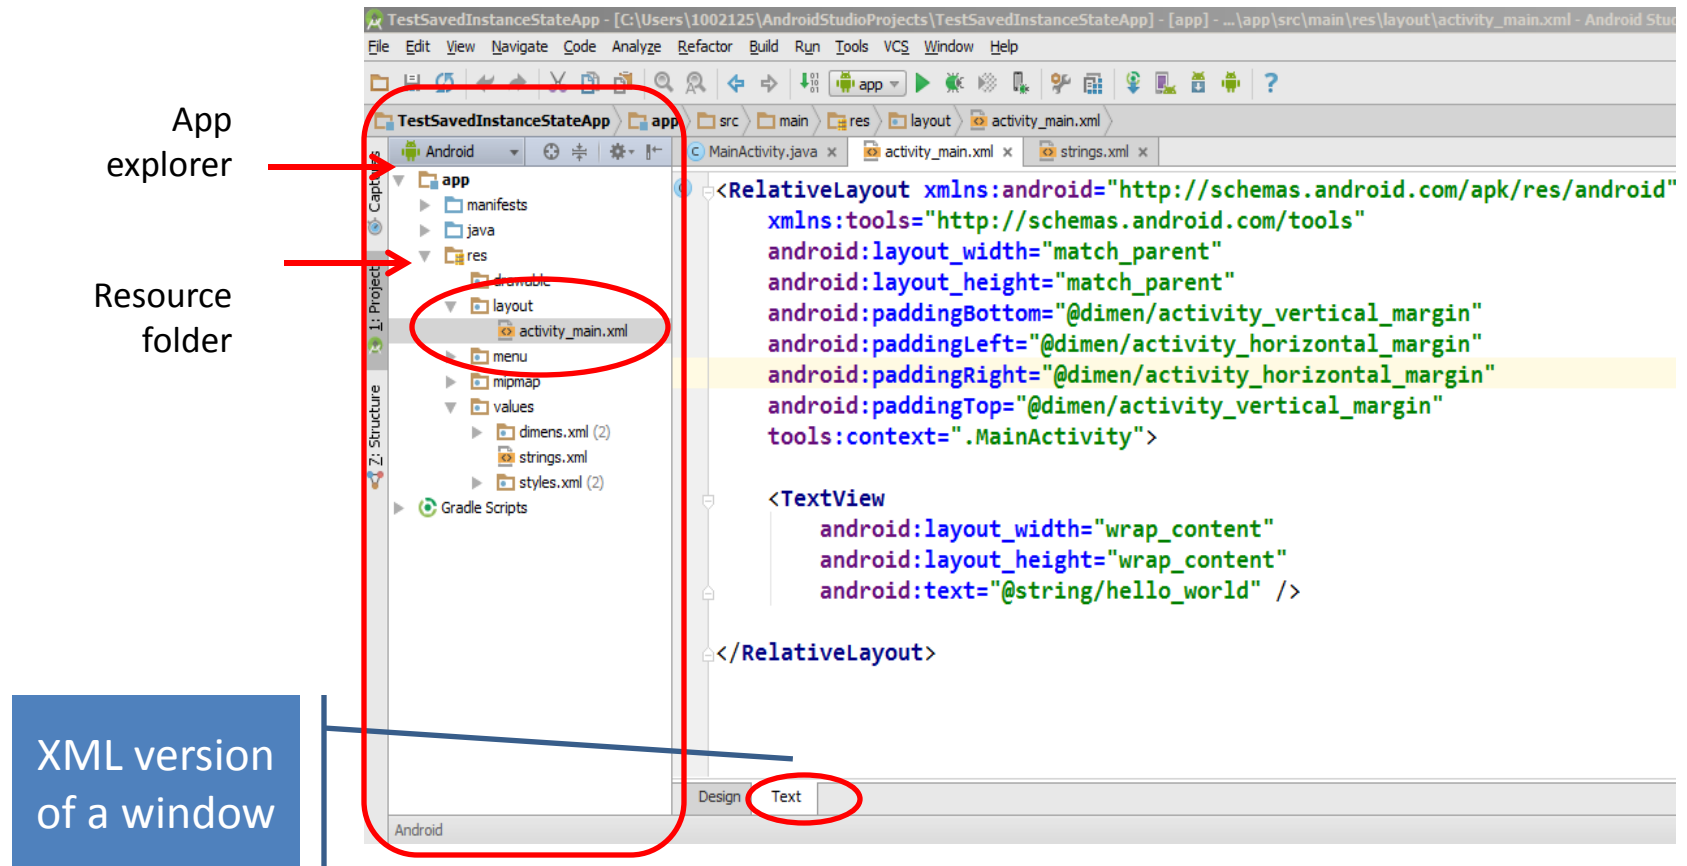 TestSavedInstanceStateApp - [C:\Users\1002125\AndroidStudioProjects\TestSavedInstanceStateApp] - [app] - ...\app\src\main\res\layout\activity_main.xml - Android Stu
File Edit View Navigate Code Analyze Refactor Build Run Tools VCS Window Help
app
TestSavedInstanceStateApp app src main res layout activity_main.xml
Android
MainActivity.java activity_main.xml strings.xml
App
explorer
Resource
folder
Captures
1: Project
Z: Structure
app
manifests
java
res
drawable
layout
activity_main.xml
menu
mipmap
values
dimens.xml (2)
strings.xml
styles.xml (2)
Gradle Scripts
<RelativeLayout xmlns:android="http://schemas.android.com/apk/res/android"
xmlns:tools="http://schemas.android.com/tools"
android:layout_width="match_parent"
android:layout_height="match_parent"
android:paddingBottom="@dimen/activity_vertical_margin"
android:paddingLeft="@dimen/activity_horizontal_margin"
android:paddingRight="@dimen/activity_horizontal_margin"
android:paddingTop="@dimen/activity_vertical_margin"
tools:context=".MainActivity">
<TextView
android:layout_width="wrap_content"
android:layout_height="wrap_content"
android:text="@string/hello_world" />
</RelativeLayout>
Design Text
Android
XML version
of a window